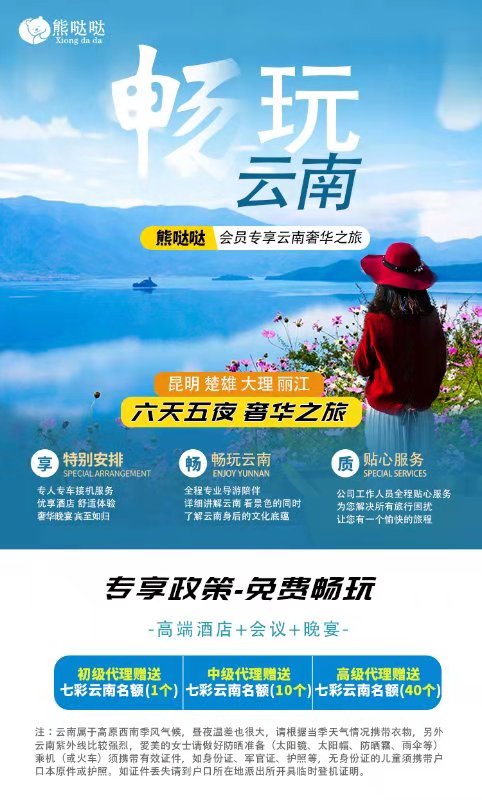 熊哒哒
Xiong da da
畅玩
云南
熊哒哒 会员专享云南奢华之旅
昆明 楚雄 大理 丽江
六天五夜 奢华之旅
享 特别安排
SPECIAL ARRANGEMENT
专人专车接机服务
优享酒店 舒适体验
奢华晚宴 宾至如归
畅 畅玩云南
ENJOY YUNNAN
全程专业导游陪伴
详细讲解云南 看景色的同时
了解云南身后的文化底蕴
质 贴心服务
SPECIAL SERVICES
公司工作人员全程贴心服务
为您解决所有旅行困扰
让您有一个愉快的旅程
专享政策-免费畅玩
-高端酒店+会议+晚宴-
初级代理赠送
七彩云南名额(1个)
中级代理赠送
七彩云南名额(10个)
高级代理赠送
七彩云南名额(40个)
注：云南属于高原西南季风气候，昼夜温差也很大，请根据当季天气情况携带衣物，另外
云南紫外线比较强烈，爱美的女士请做好防晒准备（太阳镜、太阳帽、防晒霜、雨伞等）
乘机（或火车）须携带有效证件，如身份证、军官证、护照等，无身份证的儿童须携带户
口本原件或护照。如证件丢失请到户口所在地派出所开具临时登机证明。